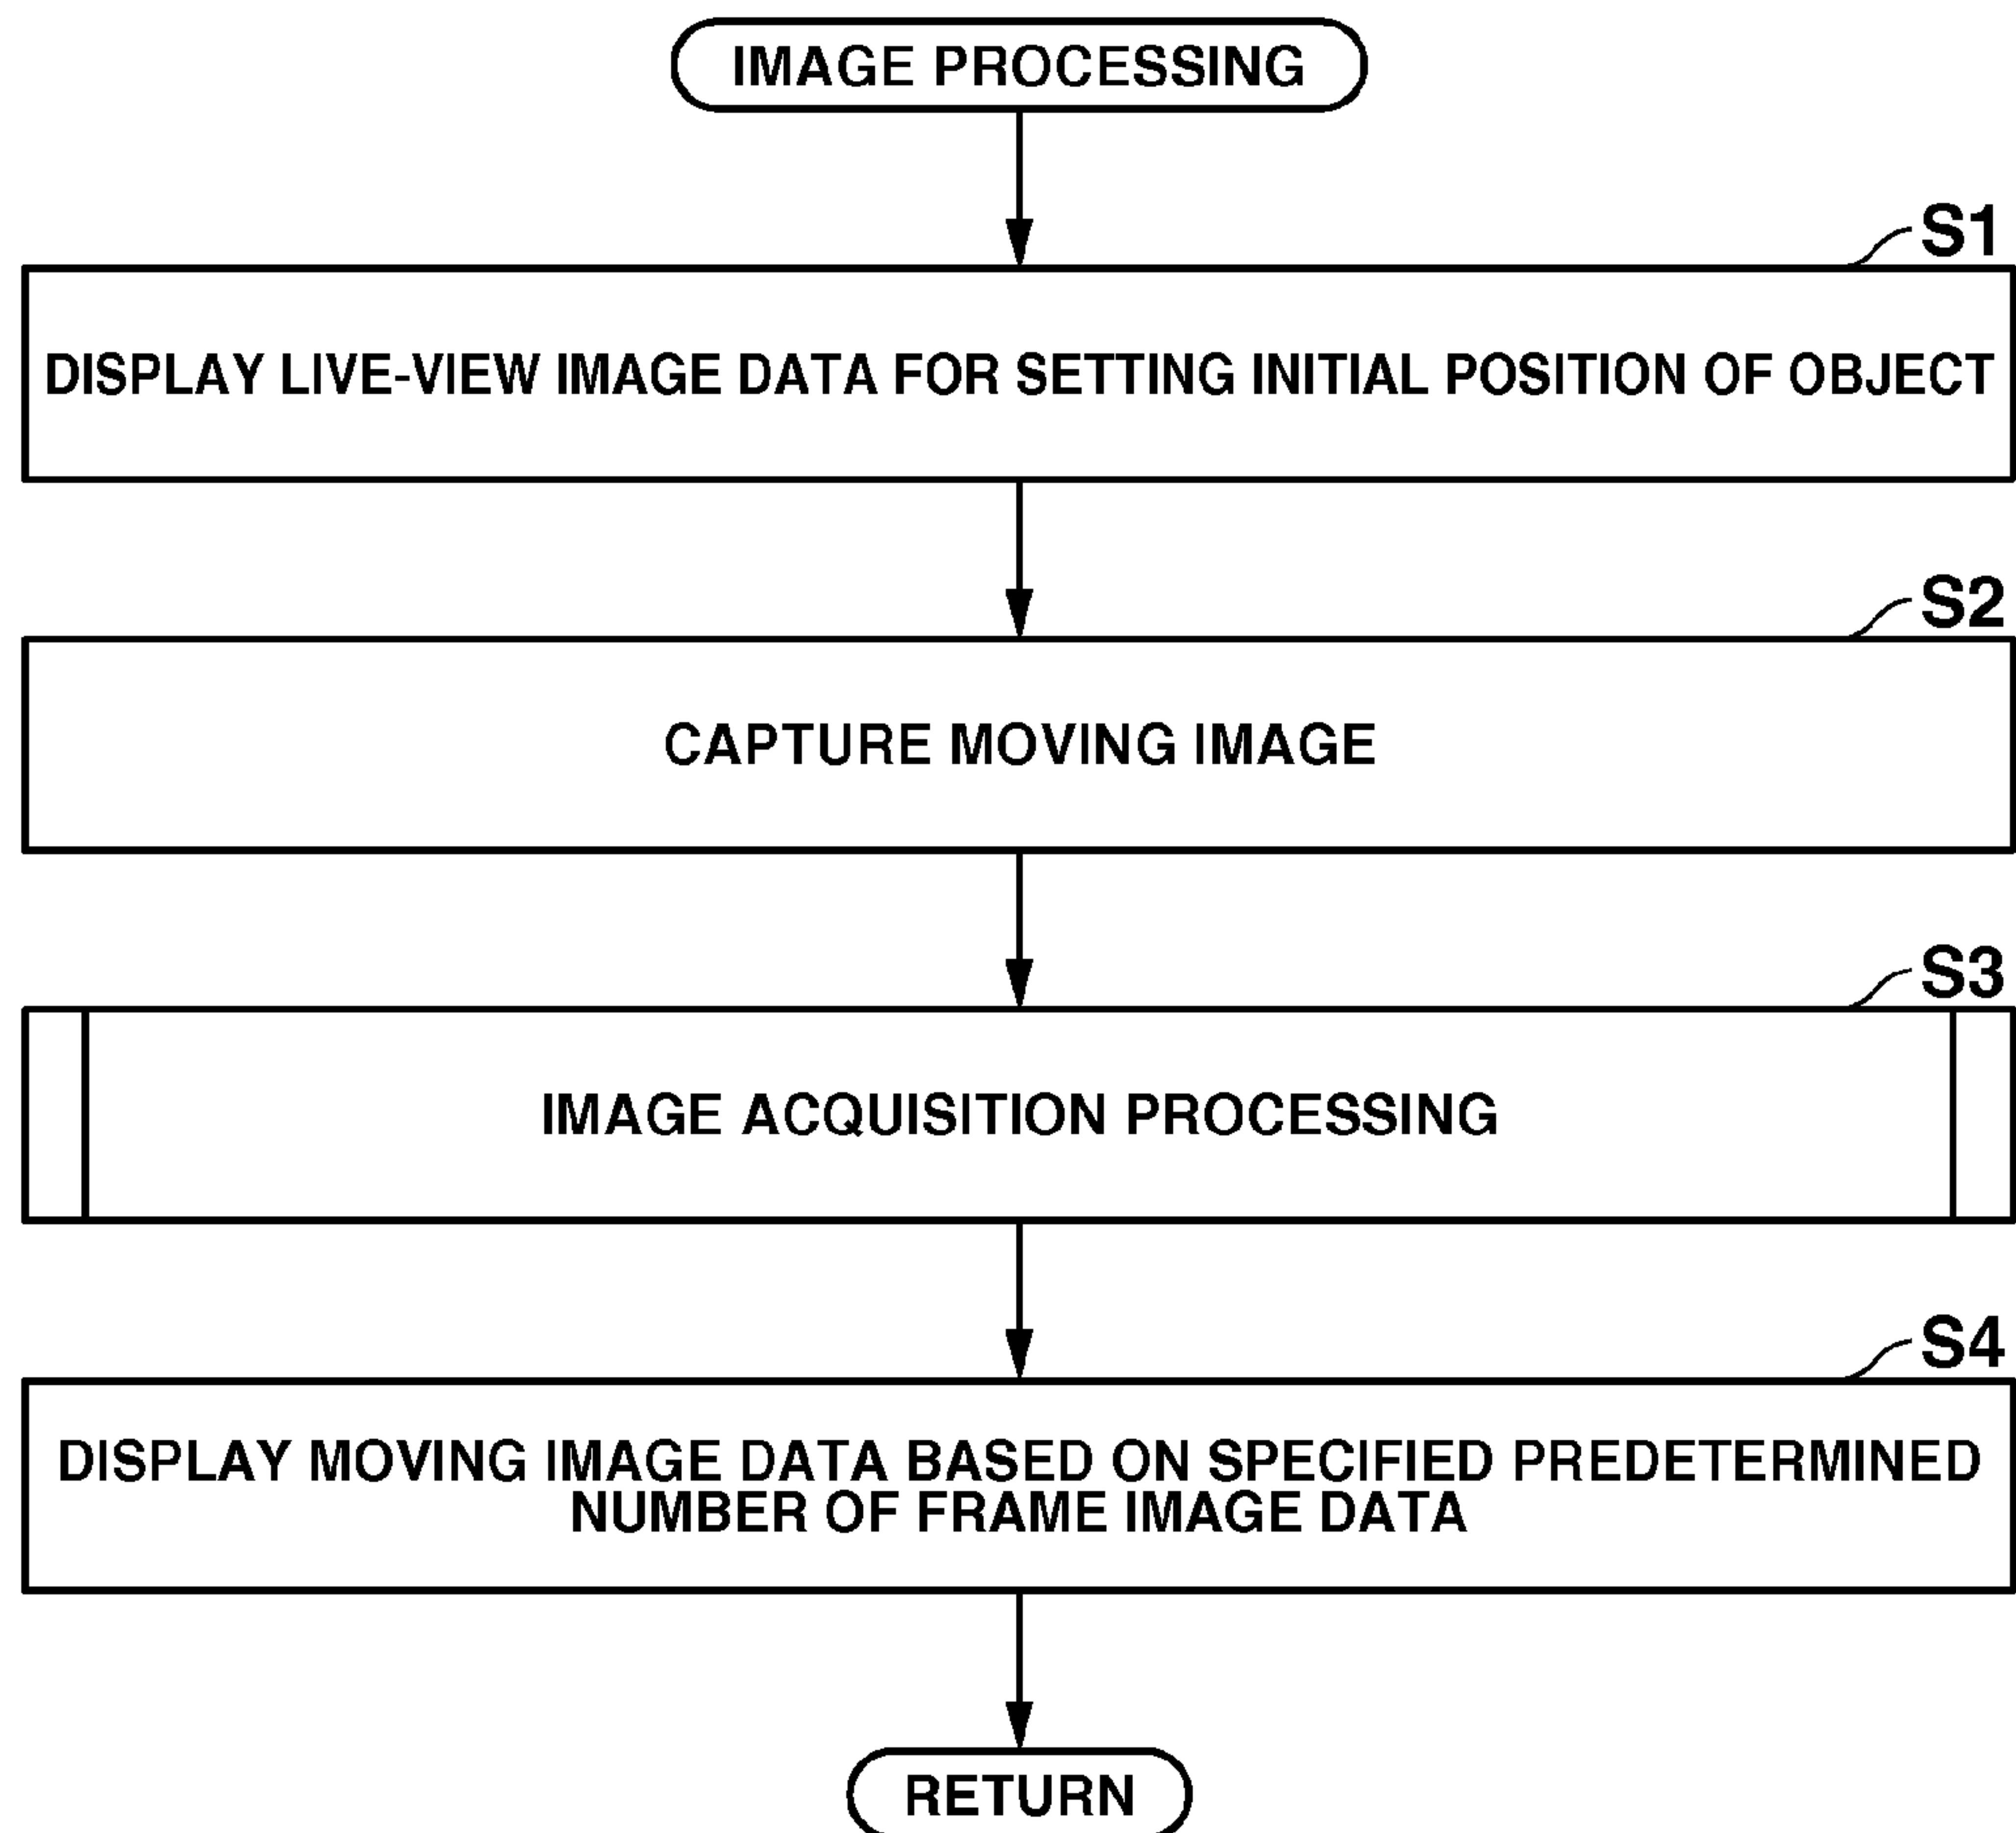 IMAGE PROCESSING
S1
DISPLAY LIVE-VIEW IMAGE DATA FOR SETTING INITIAL POSITION OF OBJECT
S2
CAPTURE MOVING IMAGE
S3
IMAGE ACQUISITION PROCESSING
S4
DISPLAY MOVING IMAGE DATA BASED ON SPECIFIED PREDETERMINED
NUMBER OF FRAME IMAGE DATA
RETURN